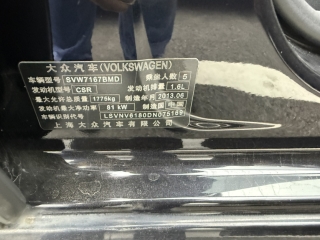 大众汽车(VOLKSWAGEN)
车辆型号 SVW7167BMD 乘坐人数 5
发动机型号 CSR 发动机排量 1.6L
最大允许总质量 1775kg 制造年月 2013.06
发动机最大净功率 81 kW 制造国 中国
车辆识别代号 LSVNV6180DN075169
上海大众汽车有限公司